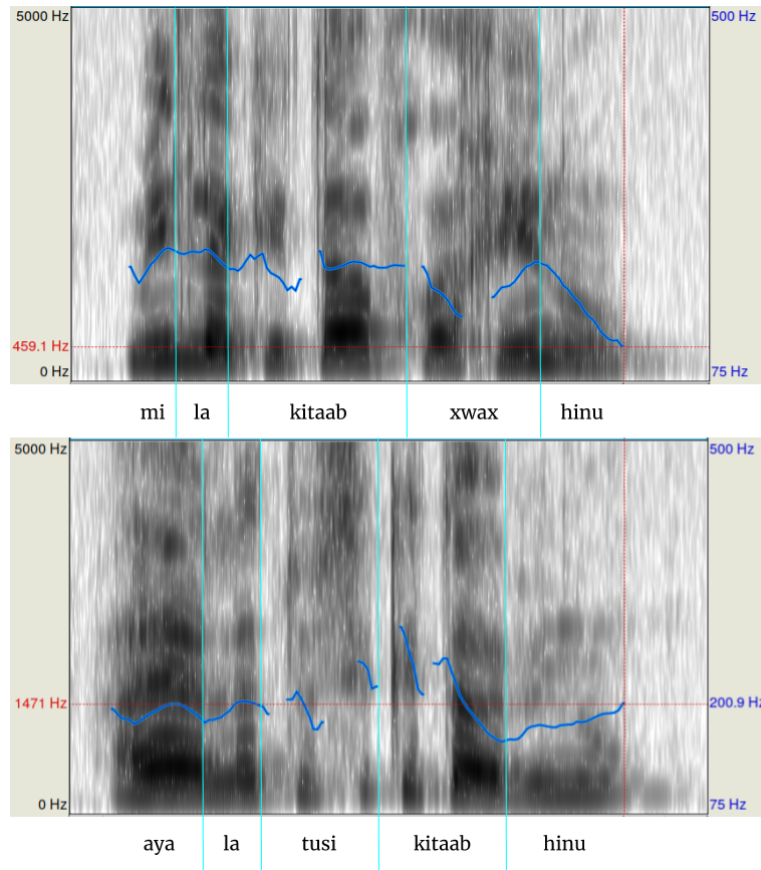 5000 Hz 500 Hz
459.1 Hz
0 Hz 75 Hz
mi la kitaab xwax hinu
5000 Hz 500 Hz
1471 Hz 200.9 Hz
0 Hz 75 Hz
aya la tusi kitaab hinu